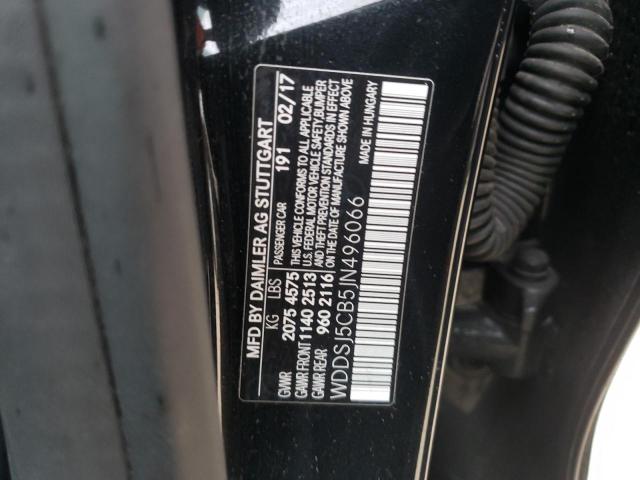 MFD BY DAIMLER AG STUTTGART
KG LBS PASSENGER CAR 191 02/17
GVWR 2075 4575 THIS VEHICLE CONFORMS TO ALL APPLICABLE
GAWR FRONT 1140 2513 U.S. FEDERAL MOTOR VEHICLE SAFETY, BUMPER
GAWR REAR 960 2116 AND THEFT PREVENTION STANDARDS IN EFFECT
ON THE DATE OF MANUFACTURE SHOWN ABOVE
WDDSJ5CB5JN496066 MADE IN HUNGARY